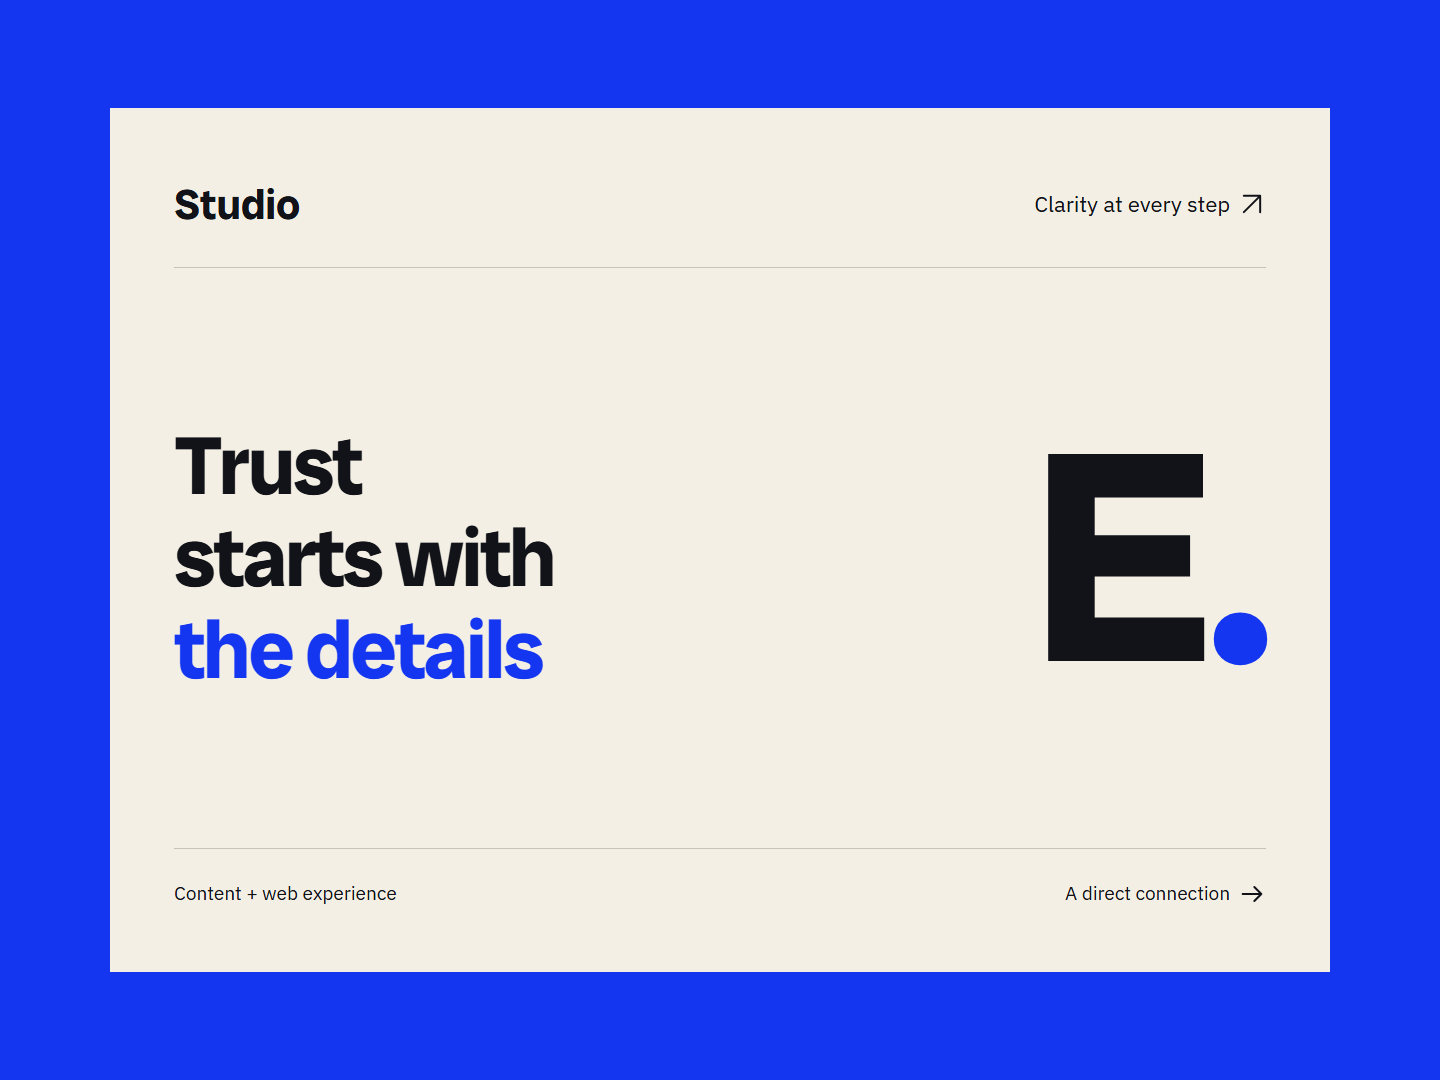 Studio
Clarity at every step
Trust
starts with
the details
E.
Content + web experience
A direct connection